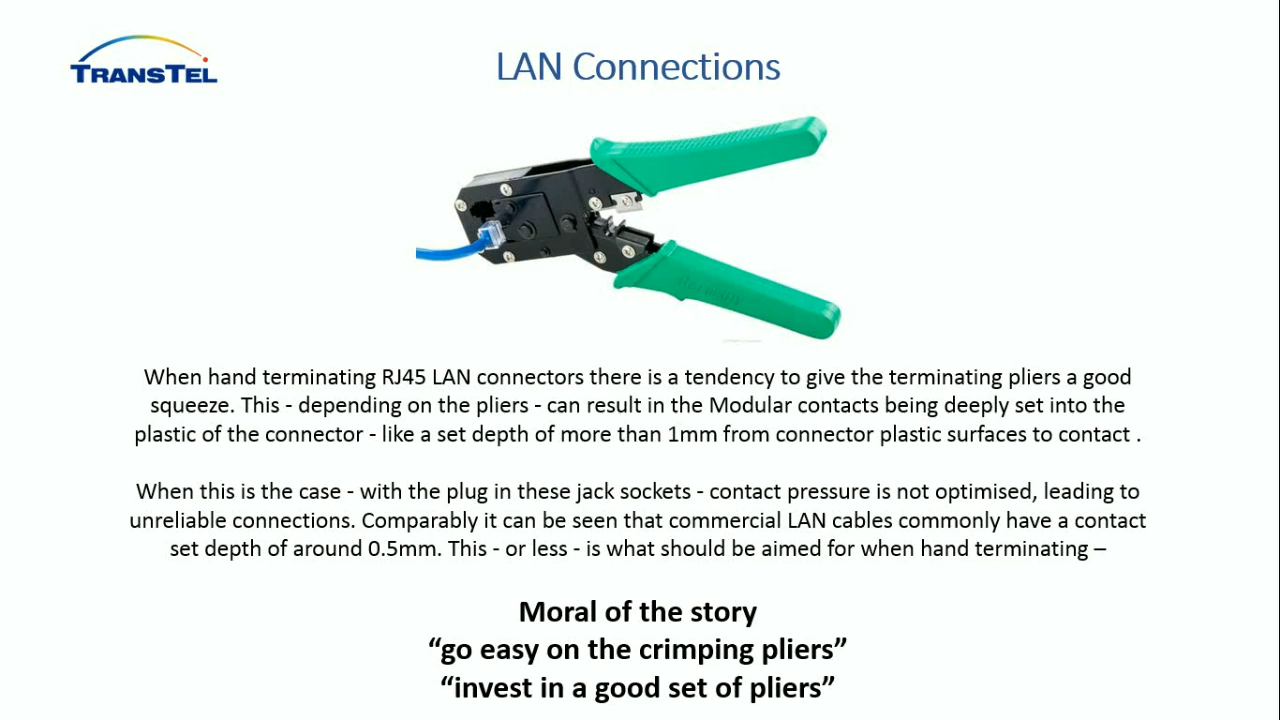 TRANSTEL
LAN Connections
When hand terminating RJ45 LAN connectors there is a tendency to give the terminating pliers a good
squeeze. This - depending on the pliers - can result in the Modular contacts being deeply set into the
plastic of the connector - like a set depth of more than 1mm from connector plastic surfaces to contact .
When this is the case - with the plug in these jack sockets - contact pressure is not optimised, leading to
unreliable connections. Comparably it can be seen that commercial LAN cables commonly have a contact
set depth of around 0.5mm. This - or less - is what should be aimed for when hand terminating –
Moral of the story
“go easy on the crimping pliers”
“invest in a good set of pliers”